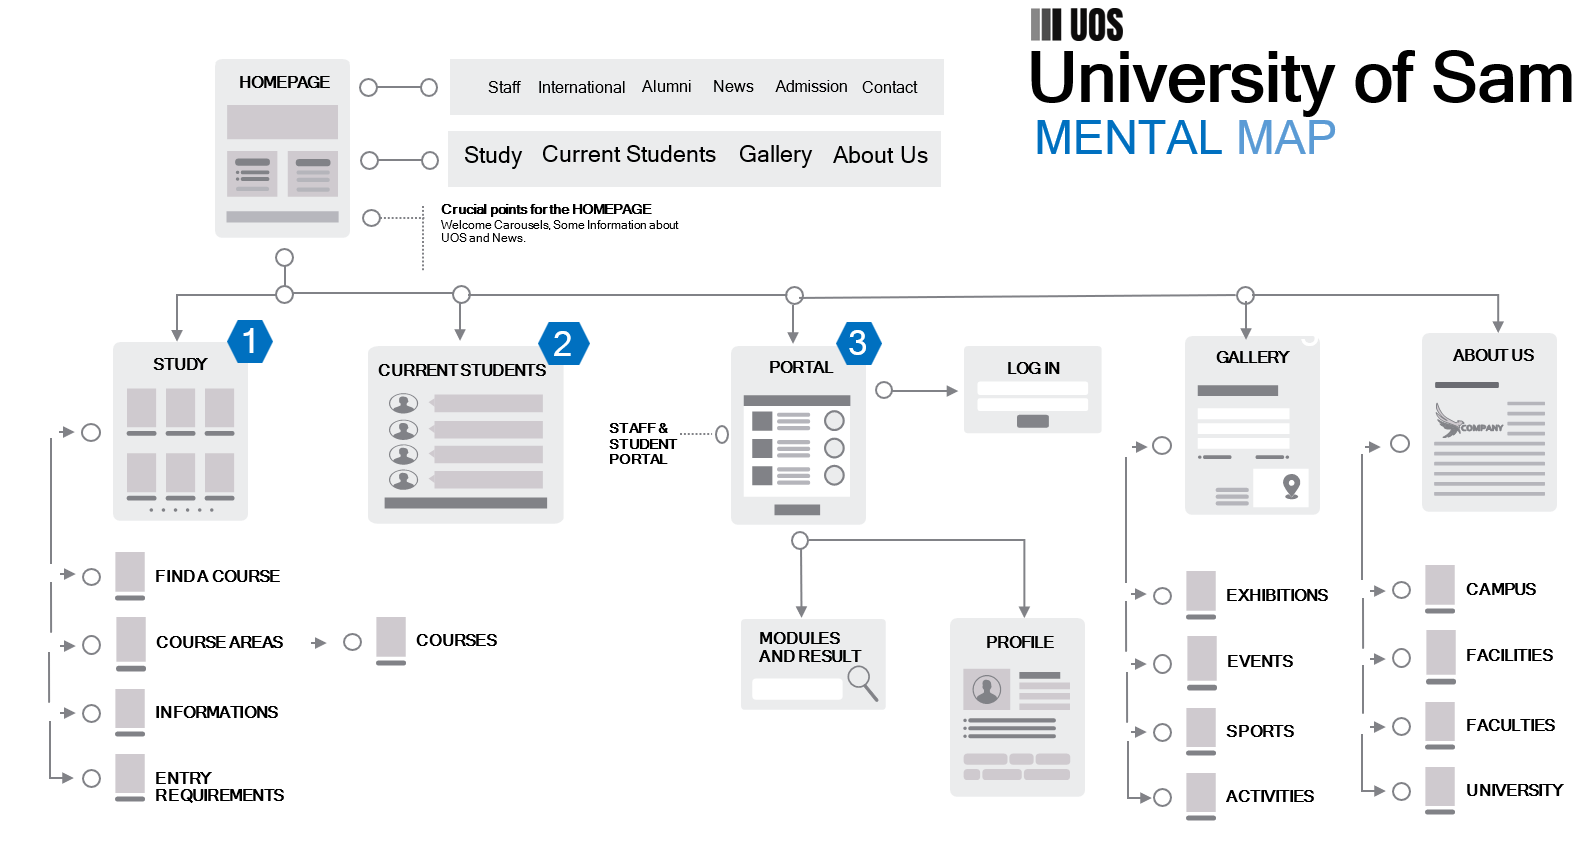 UOS
University of Sam
MENTAL MAP
HOMEPAGE
Staff International Alumni News Admission Contact
Study Current Students Gallery About Us
Crucial points for the HOMEPAGE
Welcome Carousels, Some Information about
UOS and News.
1
2
3
STUDY
CURRENT STUDENTS
PORTAL
LOG IN
GALLERY
ABOUT US
COMPANY
STAFF &
STUDENT
PORTAL
FIND A COURSE
COURSE AREAS
COURSES
INFORMATIONS
ENTRY
REQUIREMENTS
MODULES
AND RESULT
PROFILE
EXHIBITIONS
EVENTS
SPORTS
ACTIVITIES
CAMPUS
FACILITIES
FACULTIES
UNIVERSITY